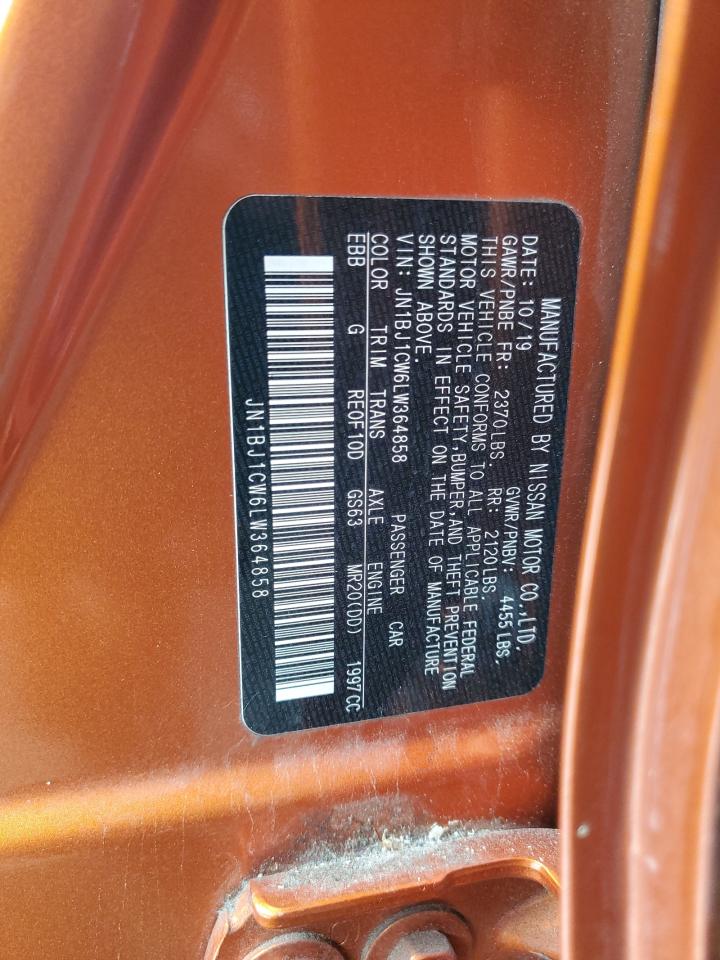 MANUFACTURED BY NISSAN MOTOR CO.,LTD.
DATE: 10/19 GVWR/PNBV: 4455 LBS.
GAWR/PNBE FR: 2370LBS. RR: 2120LBS.
THIS VEHICLE CONFORMS TO ALL APPLICABLE FEDERAL
MOTOR VEHICLE SAFETY,BUMPER,AND THEFT PREVENTION
STANDARDS IN EFFECT ON THE DATE OF MANUFACTURE
SHOWN ABOVE.
VIN: JN1BJ1CW6LW364858 PASSENGER CAR
COLOR TRIM TRANS AXLE ENGINE
EBB G RE0F10D GS63 MR20(DD) 1997CC
JN1BJ1CW6LW364858